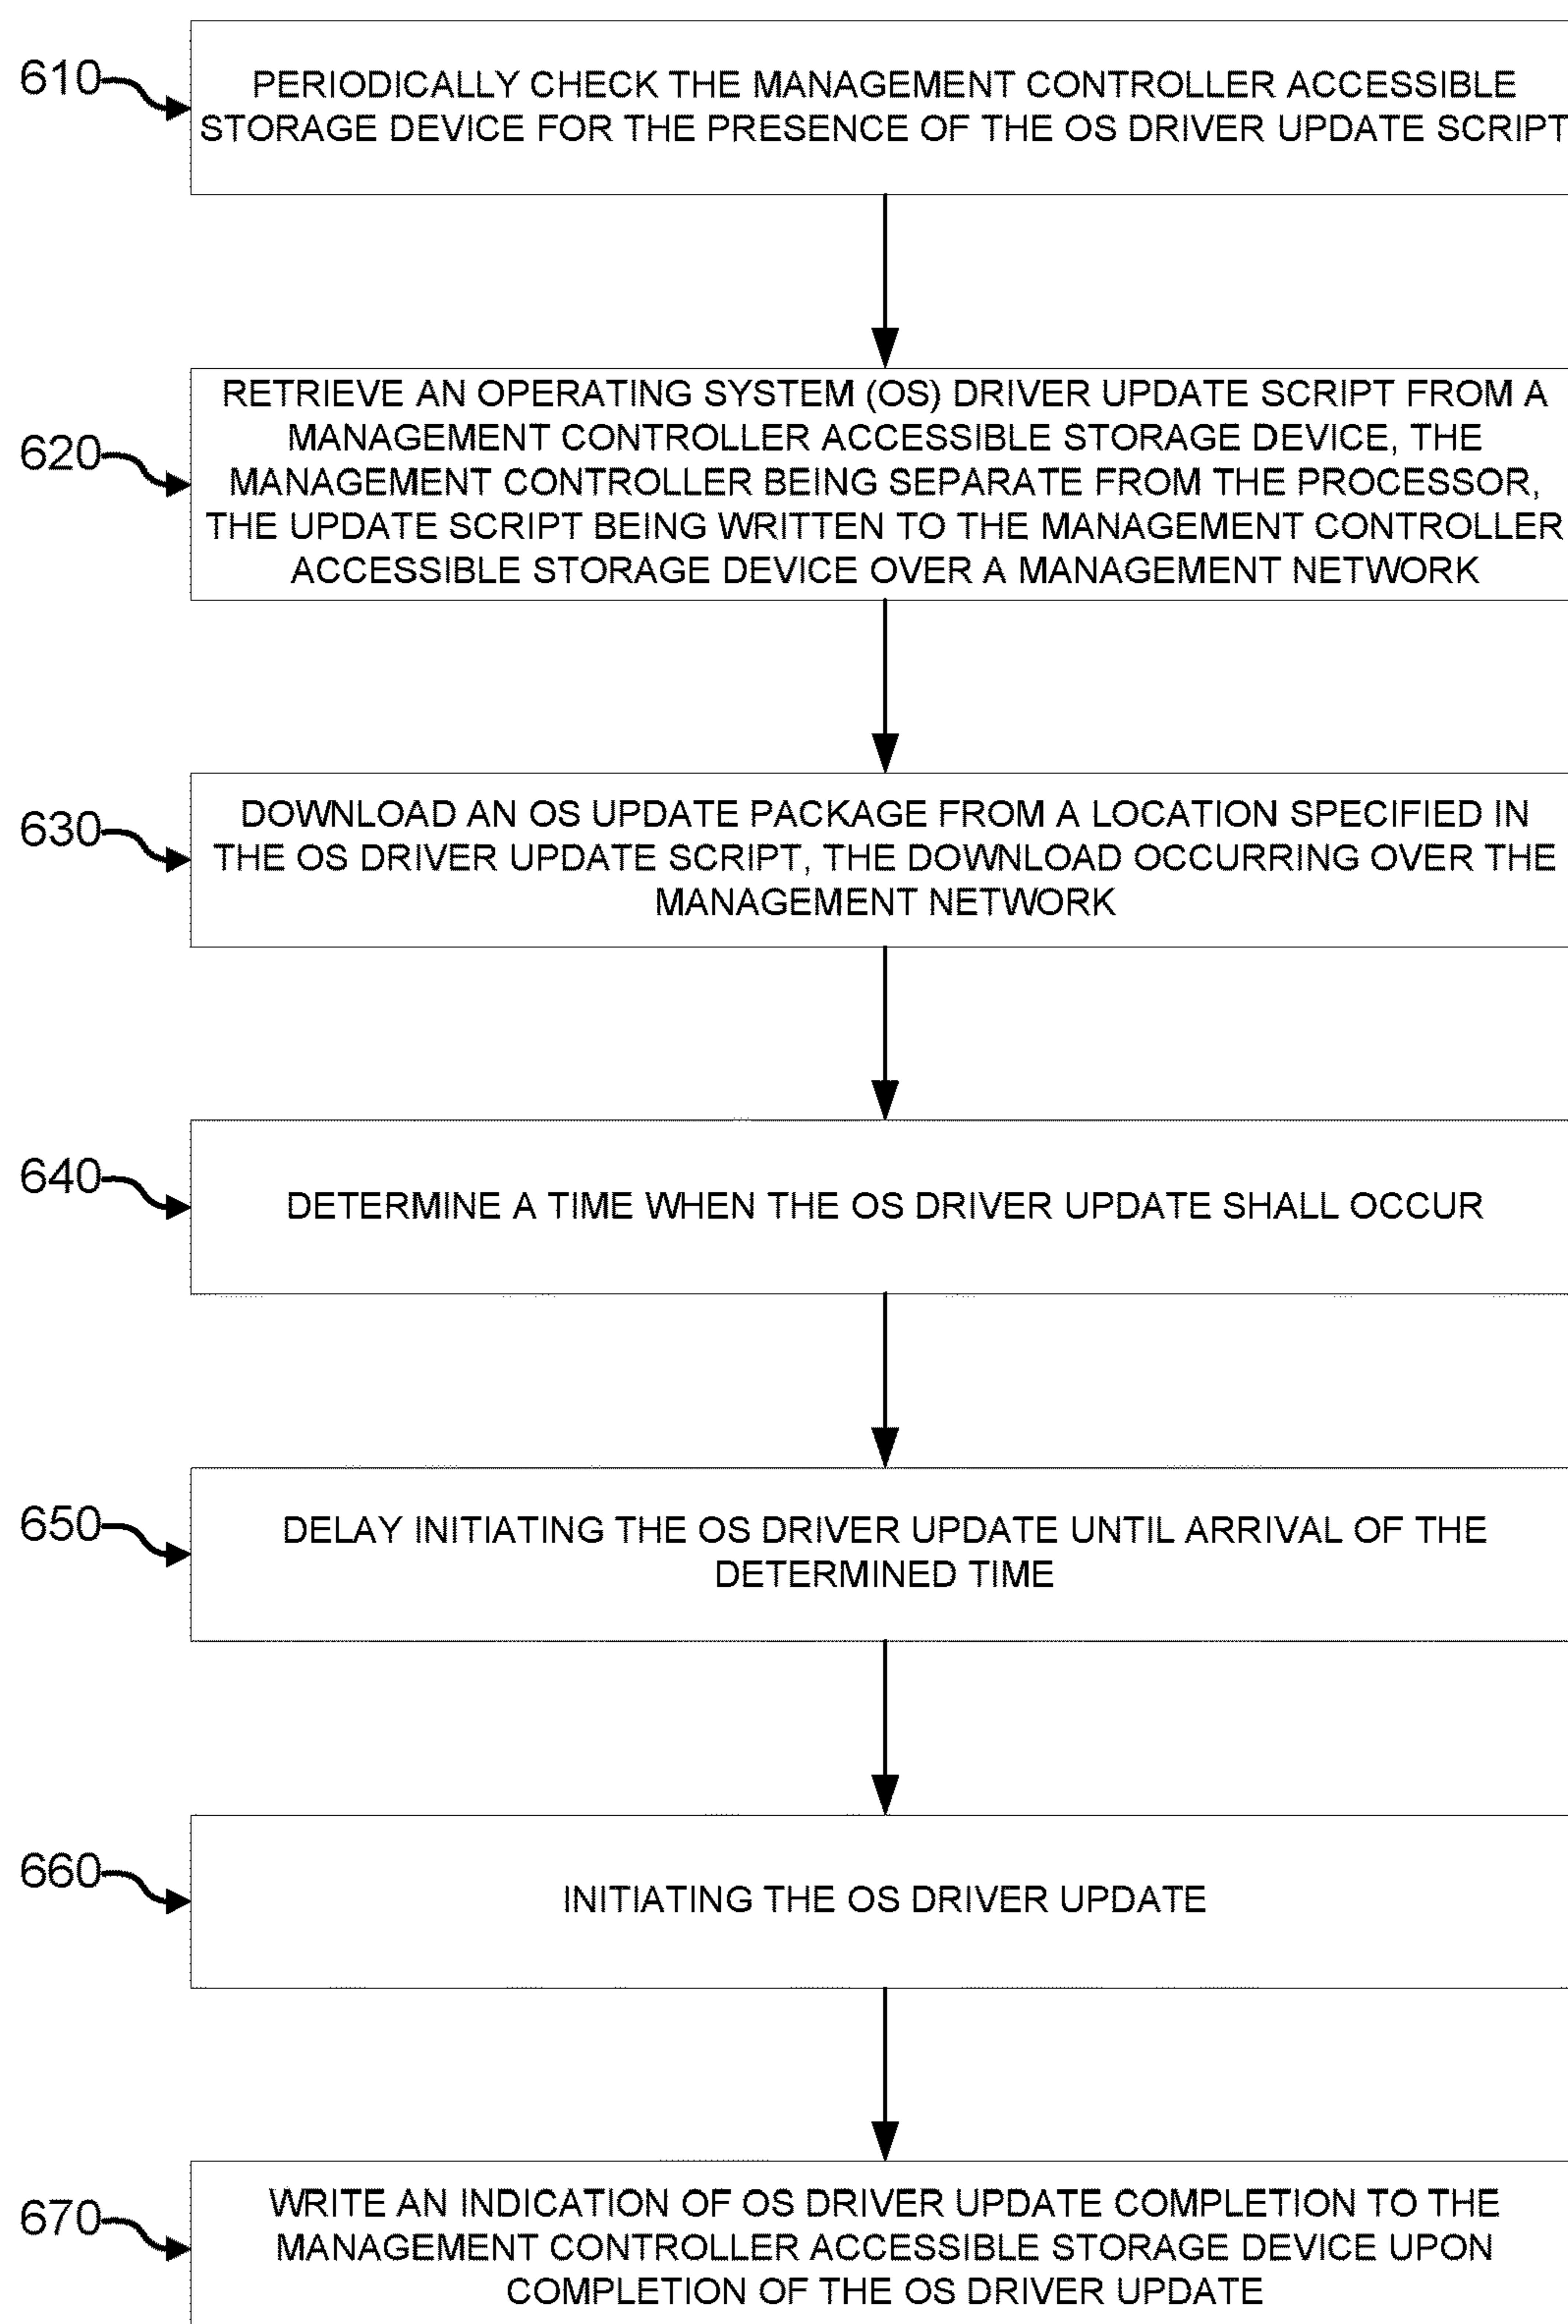 610
PERIODICALLY CHECK THE MANAGEMENT CONTROLLER ACCESSIBLE
STORAGE DEVICE FOR THE PRESENCE OF THE OS DRIVER UPDATE SCRIPT
620
RETRIEVE AN OPERATING SYSTEM (OS) DRIVER UPDATE SCRIPT FROM A
MANAGEMENT CONTROLLER ACCESSIBLE STORAGE DEVICE, THE
MANAGEMENT CONTROLLER BEING SEPARATE FROM THE PROCESSOR,
THE UPDATE SCRIPT BEING WRITTEN TO THE MANAGEMENT CONTROLLER
ACCESSIBLE STORAGE DEVICE OVER A MANAGEMENT NETWORK
630
DOWNLOAD AN OS UPDATE PACKAGE FROM A LOCATION SPECIFIED IN
THE OS DRIVER UPDATE SCRIPT, THE DOWNLOAD OCCURRING OVER THE
MANAGEMENT NETWORK
640
DETERMINE A TIME WHEN THE OS DRIVER UPDATE SHALL OCCUR
650
DELAY INITIATING THE OS DRIVER UPDATE UNTIL ARRIVAL OF THE
DETERMINED TIME
660
INITIATING THE OS DRIVER UPDATE
670
WRITE AN INDICATION OF OS DRIVER UPDATE COMPLETION TO THE
MANAGEMENT CONTROLLER ACCESSIBLE STORAGE DEVICE UPON
COMPLETION OF THE OS DRIVER UPDATE